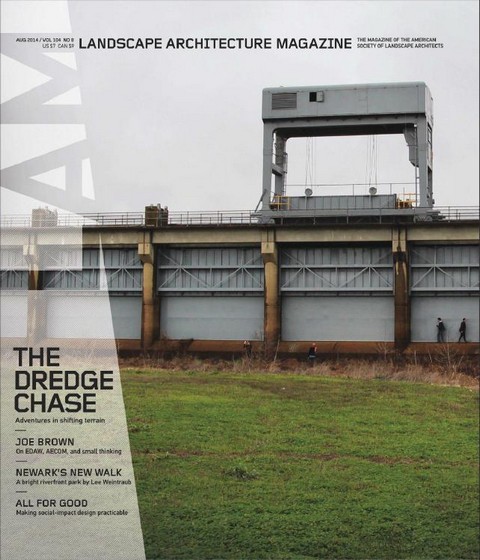 AUG 2014 / VOL 104 NO 8
US $7 CAN $9
LANDSCAPE ARCHITECTURE MAGAZINE
THE MAGAZINE OF THE AMERICAN
SOCIETY OF LANDSCAPE ARCHITECTS
LAM
THE
DREDGE
CHASE
Adventures in shifting terrain
JOE BROWN
On EDAW, AECOM, and small thinking
NEWARK'S NEW WALK
A bright riverfront park by Lee Weintraub
ALL FOR GOOD
Making social-impact design practicable